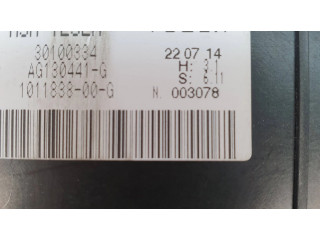 30100334
AG130441-G
1011838-00-G
22 07 14
H: 3.1
S: 6.11
N. 003078